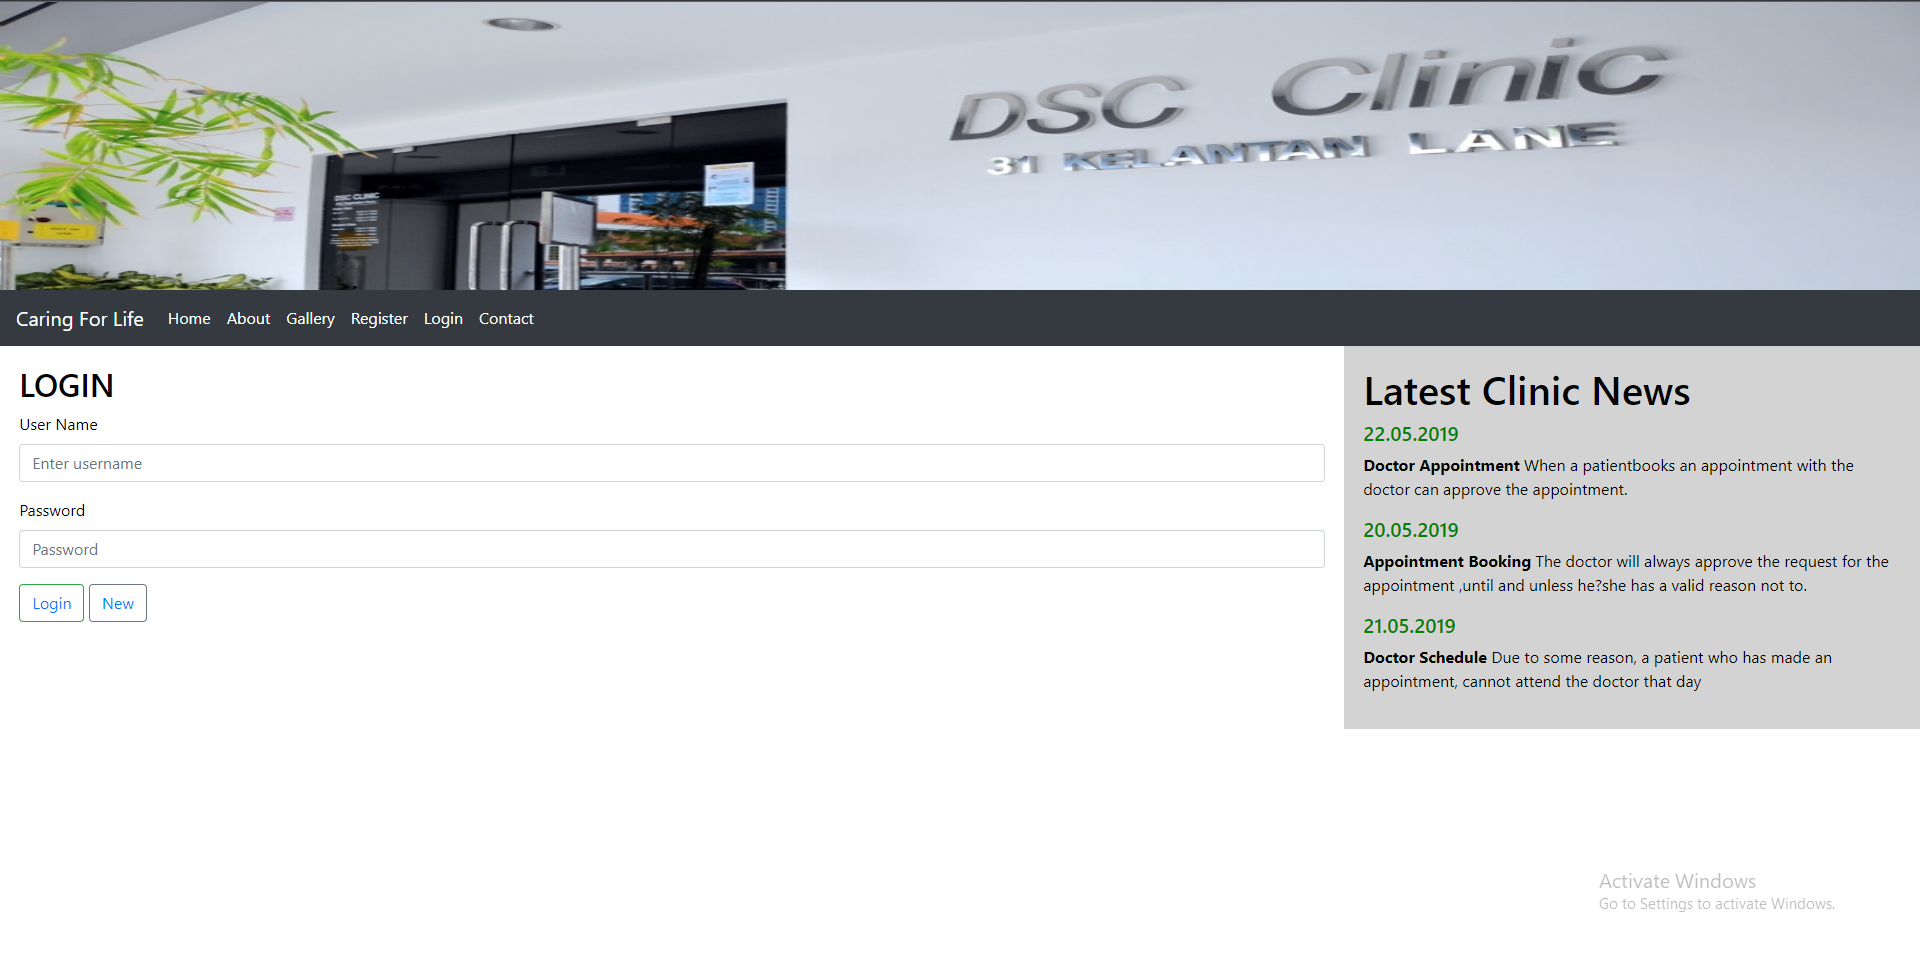 DSC Clinic
31 KELANTAN LANE
DSC CLINIC
Caring For Life Home About Gallery Register Login Contact
LOGIN
User Name
Enter username
Password
Password
Login New
Latest Clinic News
22.05.2019
Doctor Appointment When a patientbooks an appointment with the
doctor can approve the appointment.
20.05.2019
Appointment Booking The doctor will always approve the request for the
appointment ,until and unless he?she has a valid reason not to.
21.05.2019
Doctor Schedule Due to some reason, a patient who has made an
appointment, cannot attend the doctor that day
Activate Windows
Go to Settings to activate Windows.